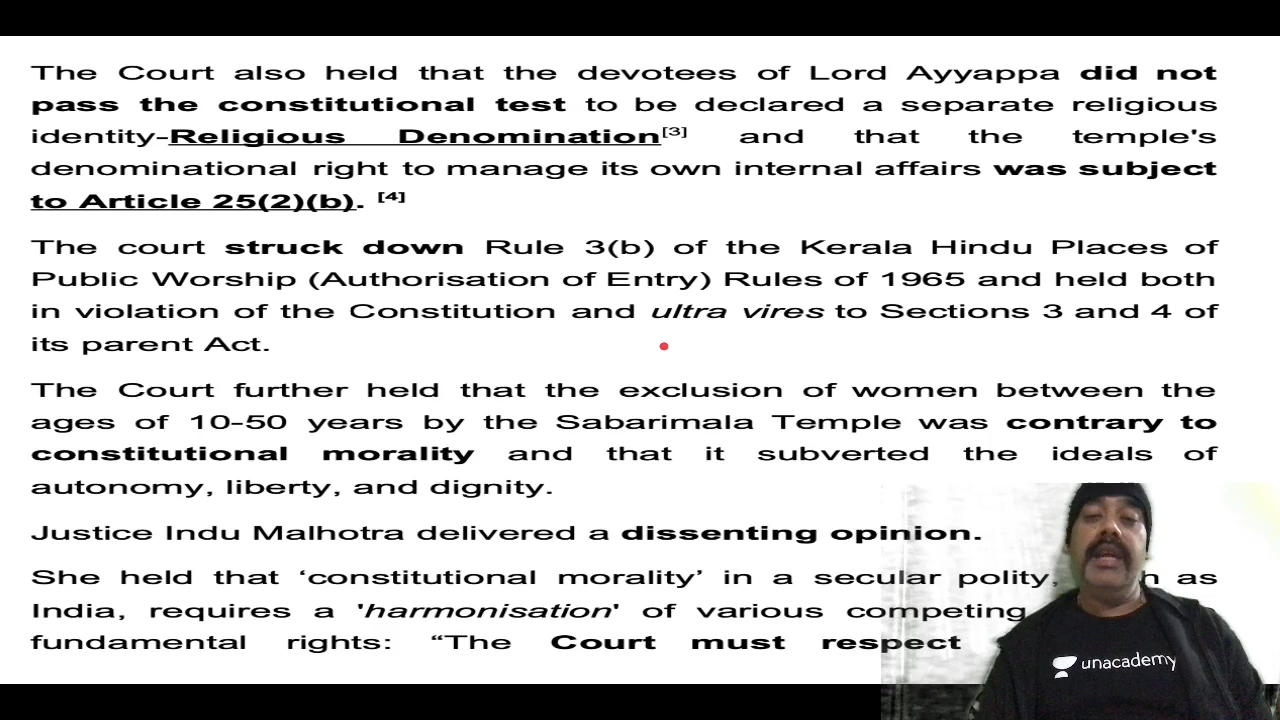 The Court also held that the devotees of Lord Ayyappa did not
pass the constitutional test to be declared a separate religious
identity–Religious Denomination[3] and that the temple's
denominational right to manage its own internal affairs was subject
to Article 25(2)(b). [4]
The court struck down Rule 3(b) of the Kerala Hindu Places of
Public Worship (Authorisation of Entry) Rules of 1965 and held both
in violation of the Constitution and ultra vires to Sections 3 and 4 of
its parent Act.
The Court further held that the exclusion of women between the
ages of 10-50 years by the Sabarimala Temple was contrary to
constitutional morality and that it subverted the ideals of
autonomy, liberty, and dignity.
Justice Indu Malhotra delivered a dissenting opinion.
She held that ‘constitutional morality’ in a secular polity, as
India, requires a 'harmonisation' of various competing
fundamental rights: “The Court must respect
unacademy